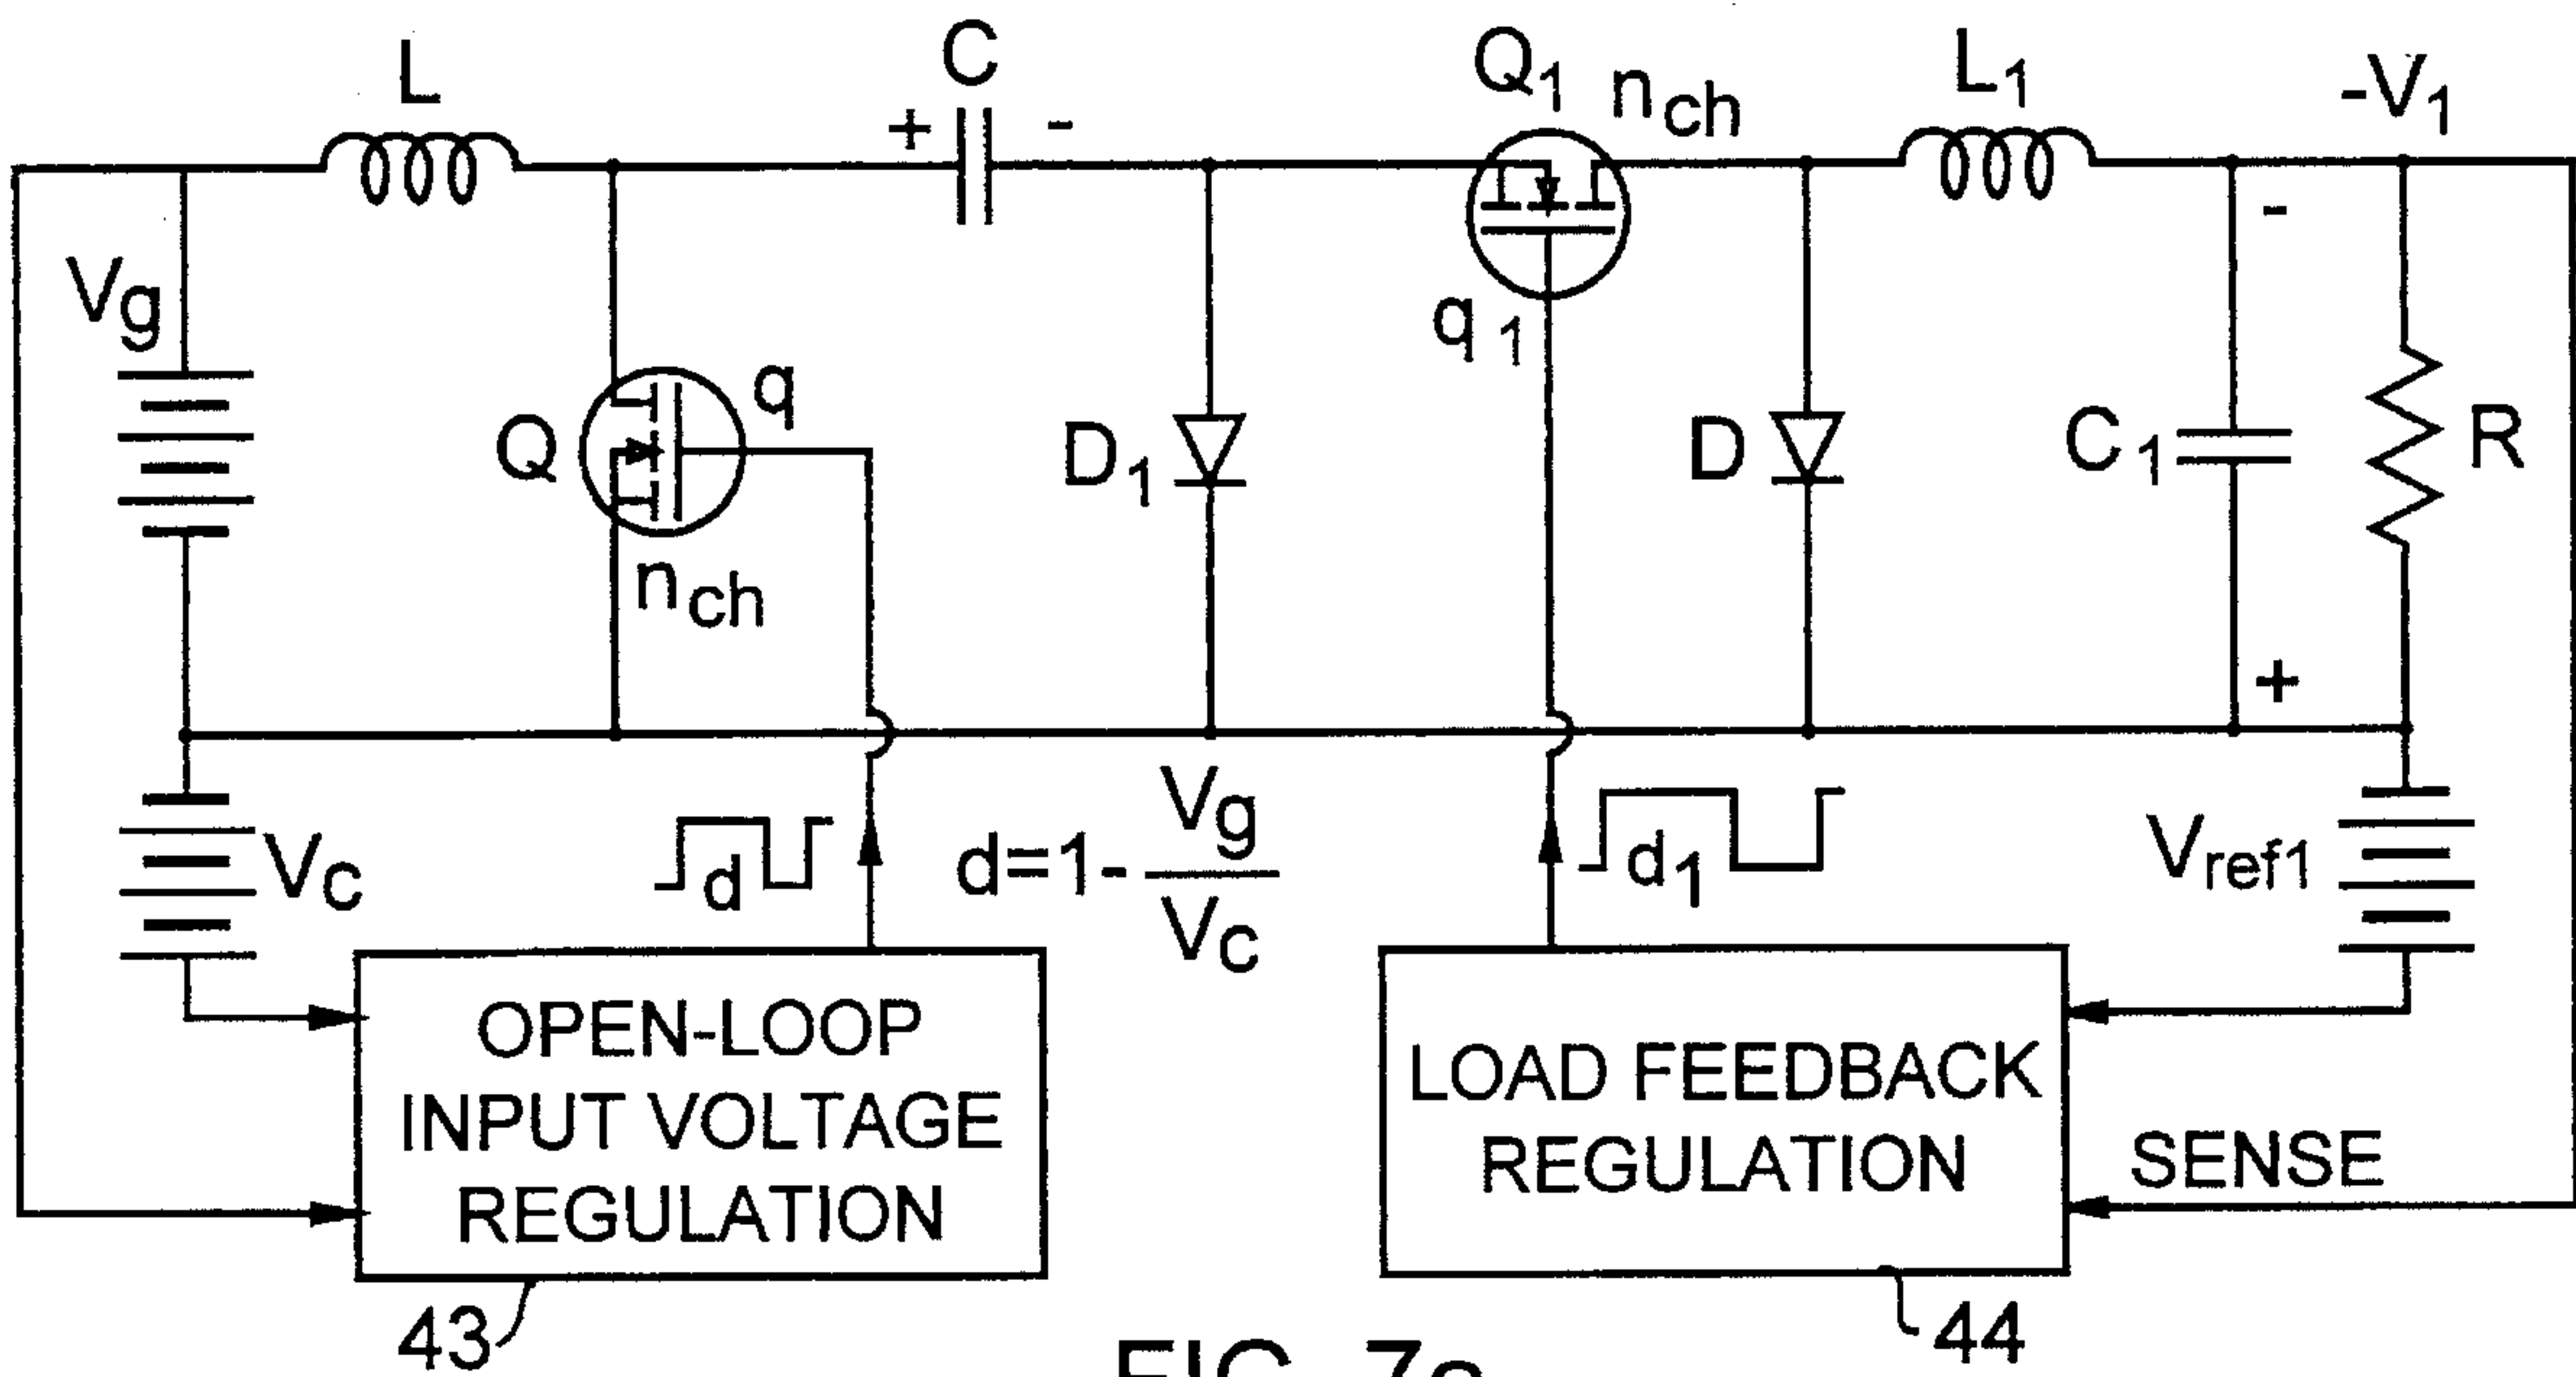 L
C
+
-
Q1
nch
L1
-V1
Vg
Q
q
nch
D1
q1
D
C1
-
+
R
Vc
d
d=1-Vg/Vc
d1
Vref1
OPEN-LOOP
INPUT VOLTAGE
REGULATION
LOAD FEEDBACK
REGULATION
SENSE
43
44